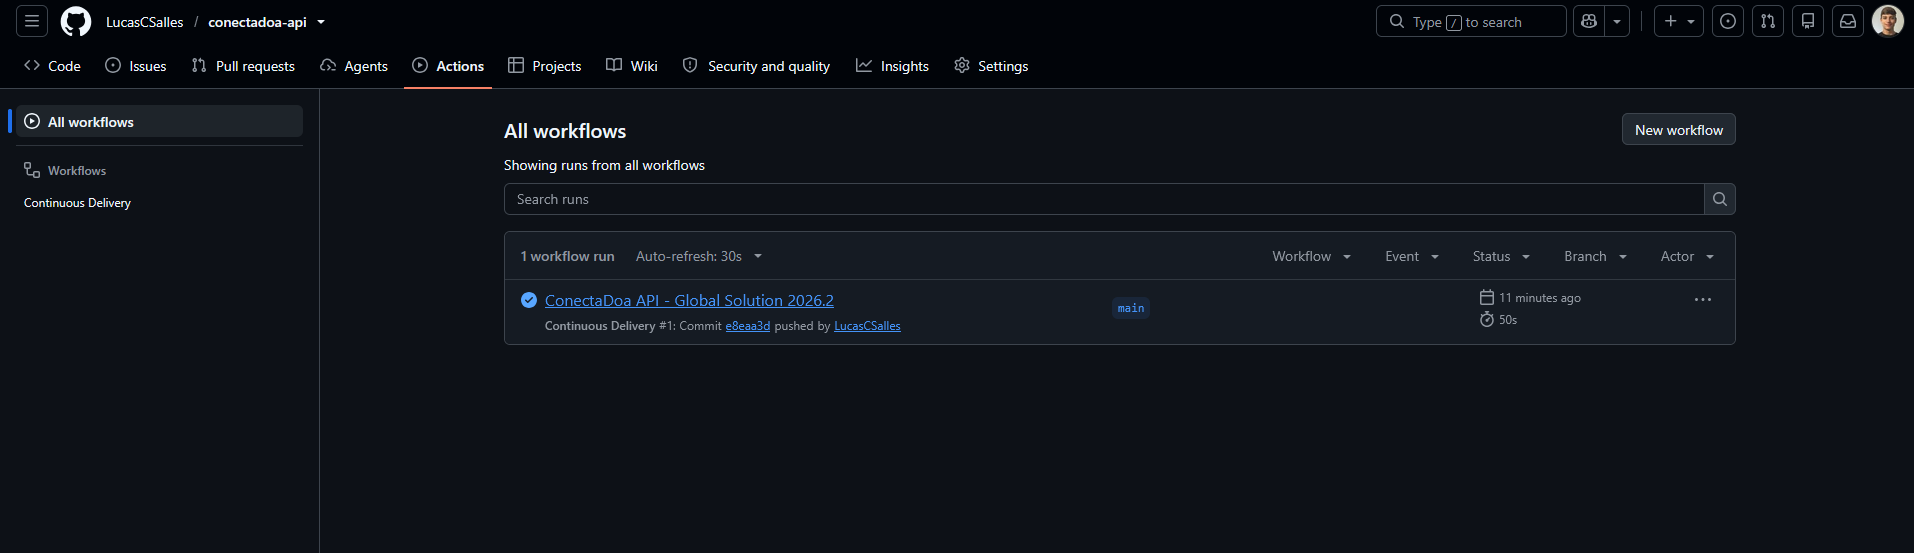 LucasCSalles / conectadoa-api
Type / to search
Code Issues Pull requests Agents Actions Projects Wiki Security and quality Insights Settings
All workflows
Workflows
Continuous Delivery
All workflows
New workflow
Showing runs from all workflows
Search runs
1 workflow run Auto-refresh: 30s Workflow Event Status Branch Actor
ConectaDoa API - Global Solution 2026.2
Continuous Delivery #1: Commit e8eaa3d pushed by LucasCSalles
main
11 minutes ago
50s